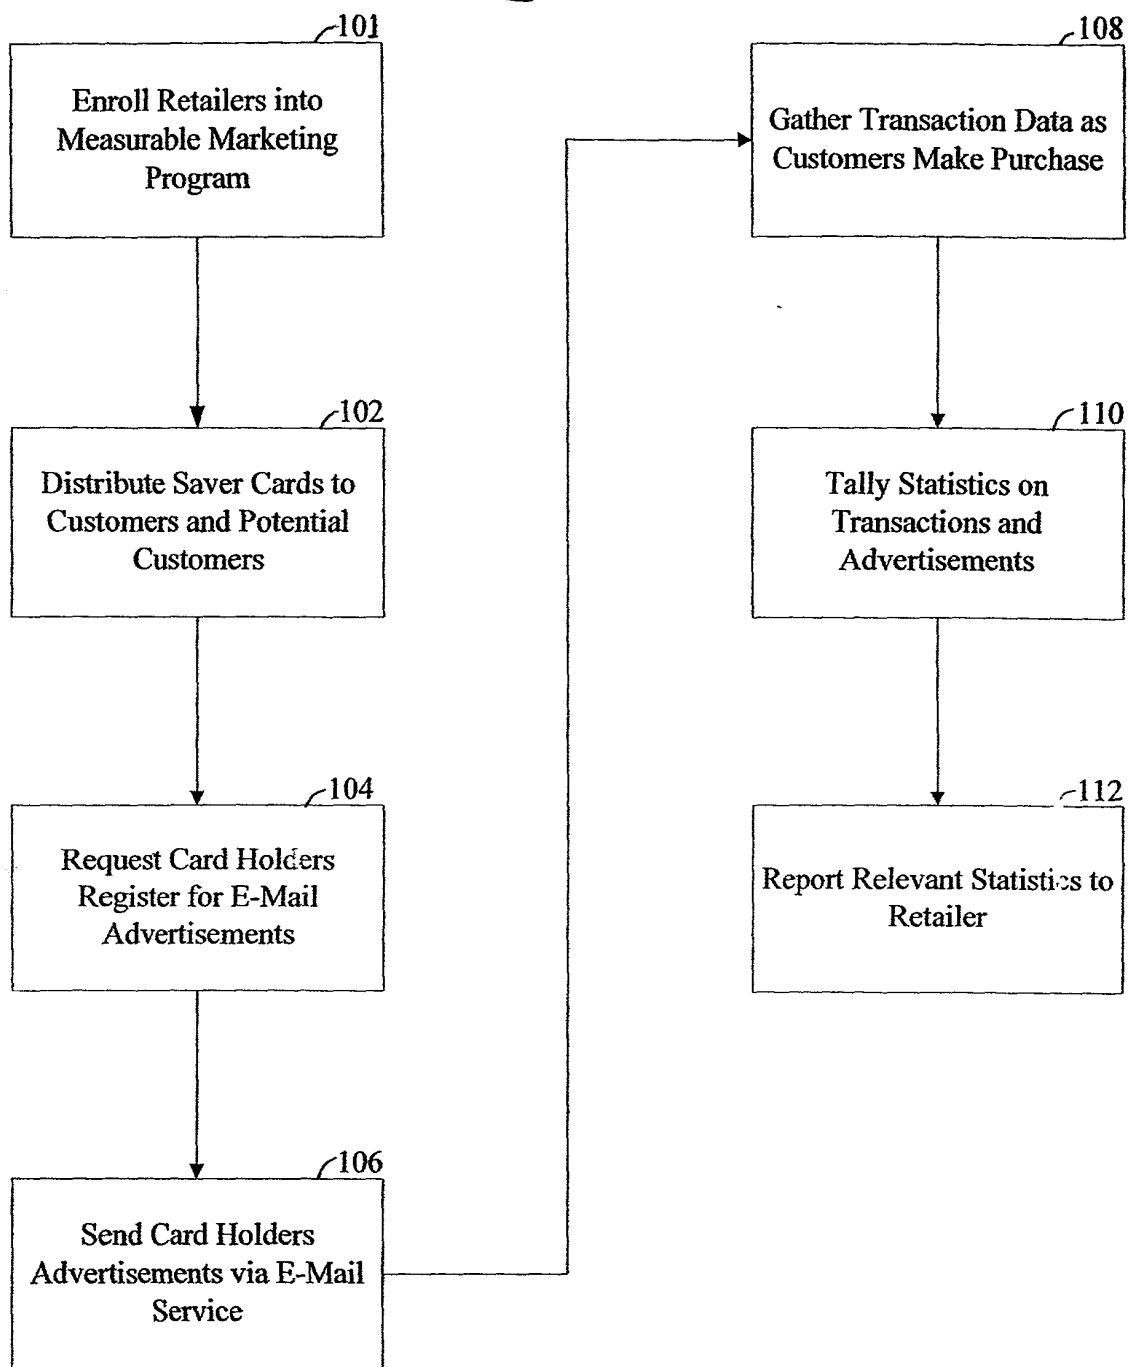 101
Enroll Retailers into
Measurable Marketing
Program
102
Distribute Saver Cards to
Customers and Potential
Customers
104
Request Card Holders
Register for E-Mail
Advertisements
106
Send Card Holders
Advertisements via E-Mail
Service
108
Gather Transaction Data as
Customers Make Purchase
110
Tally Statistics on
Transactions and
Advertisements
112
Report Relevant Statistics to
Retailer